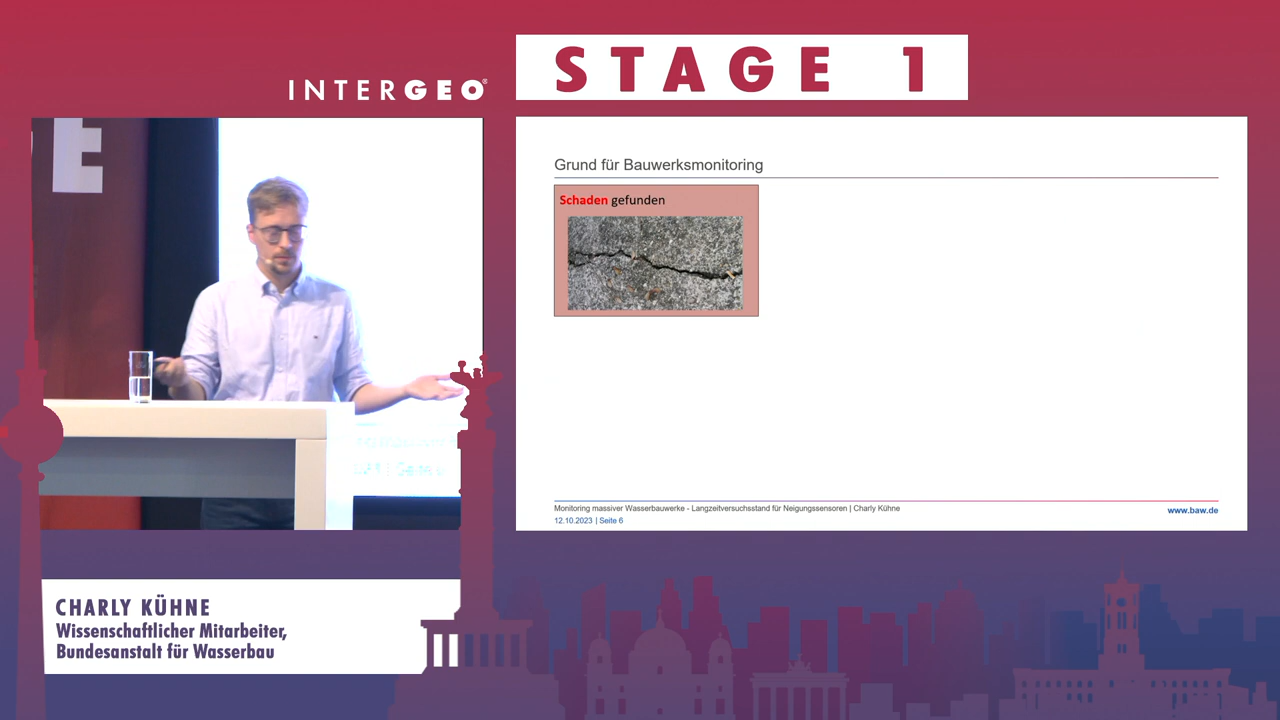 STAGE 1
INTERGEO®
E
Grund für Bauwerksmonitoring
Schaden gefunden
Monitoring massiver Wasserbauwerke - Langzeitversuchsstand für Neigungssensoren | Charly Kühne
12.10.2023 | Seite 6
www.baw.de
CHARLY KÜHNE
Wissenschaftlicher Mitarbeiter,
Bundesanstalt für Wasserbau